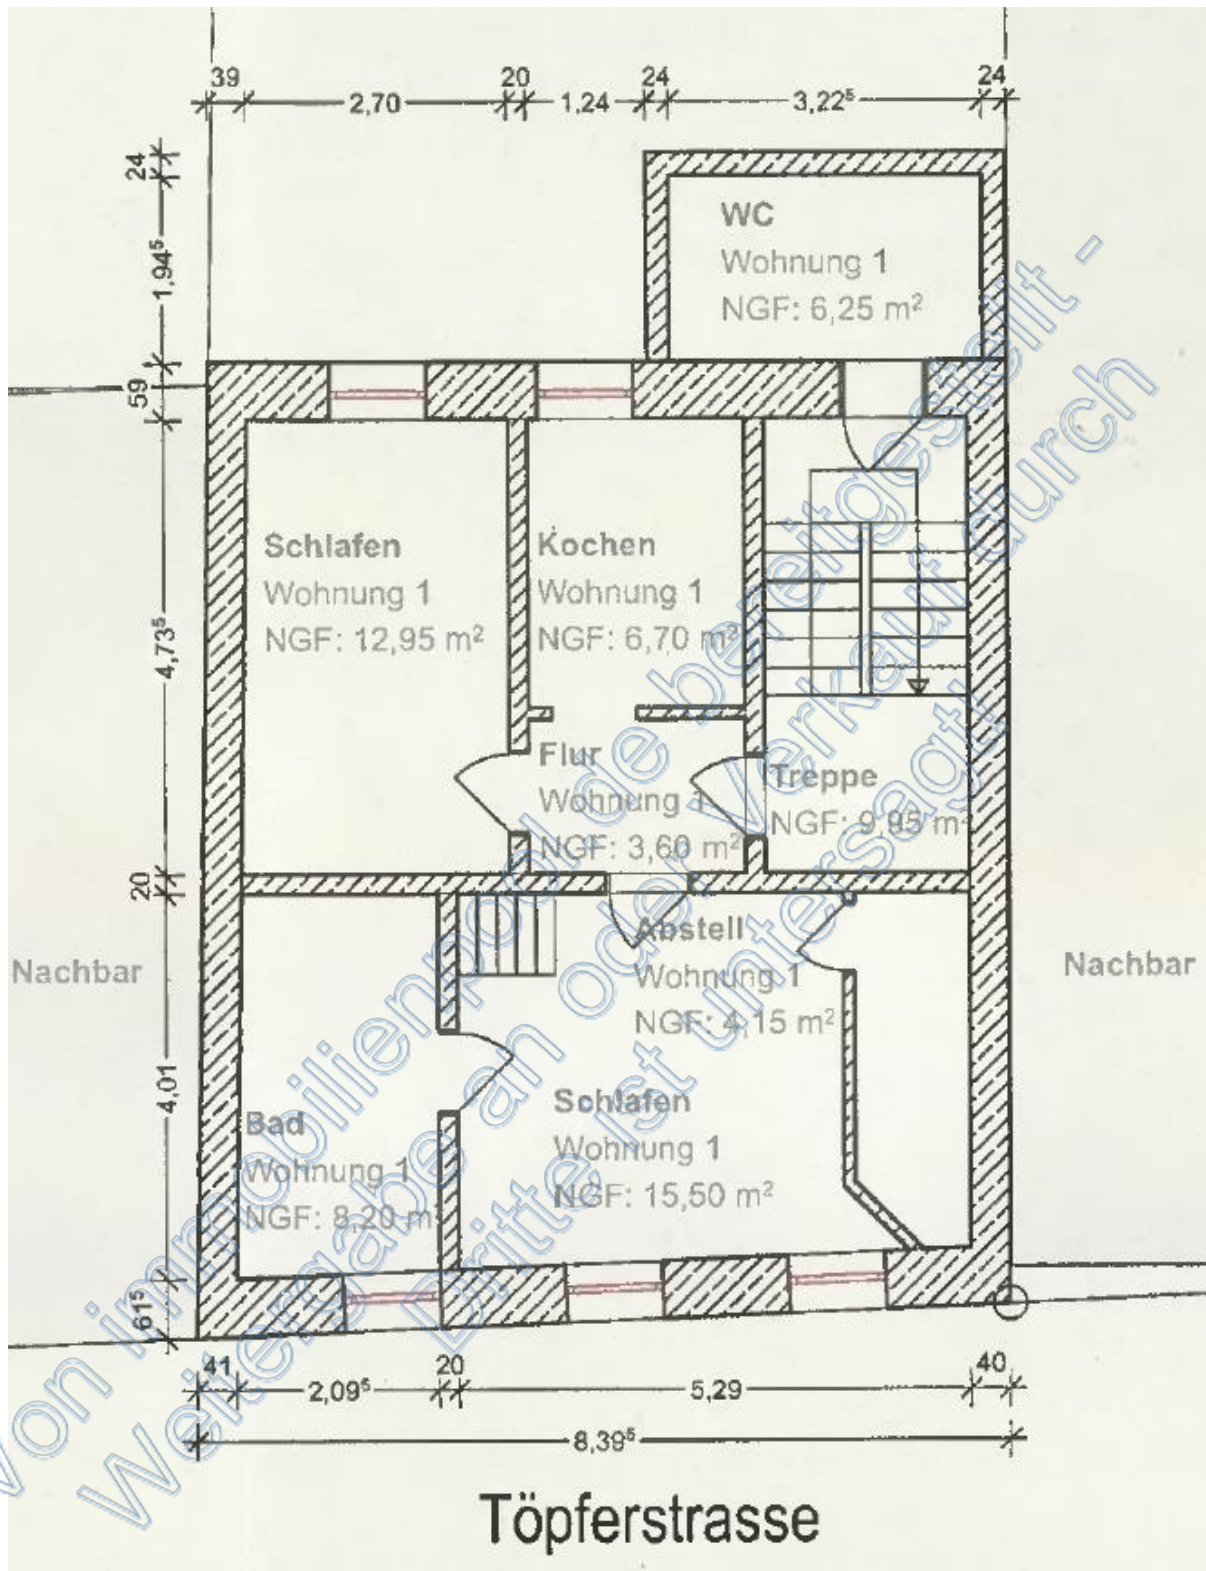 39
20
24
24
2,70
1,24
3,22⁵
24
1,94⁵
59
4,73⁵
20
4,01
61⁵
WC
Wohnung 1
NGF: 6,25 m²
Schlafen
Wohnung 1
NGF: 12,95 m²
Kochen
Wohnung 1
NGF: 6,70 m²
Flur
Wohnung 1
NGF: 3,60 m²
Treppe
NGF: 9,95 m²
Abstell
Wohnung 1
NGF: 4,15 m²
Nachbar
Nachbar
Schlafen
Wohnung 1
NGF: 15,50 m²
Bad
Wohnung 1
NGF: 8,20 m
41
20
40
2,09⁵
5,29
8,39⁵
Töpferstrasse
von immobilienpool.de bereitgestellt -
Weitergabe an oder Verkauf durch
Dritte ist untersagt!